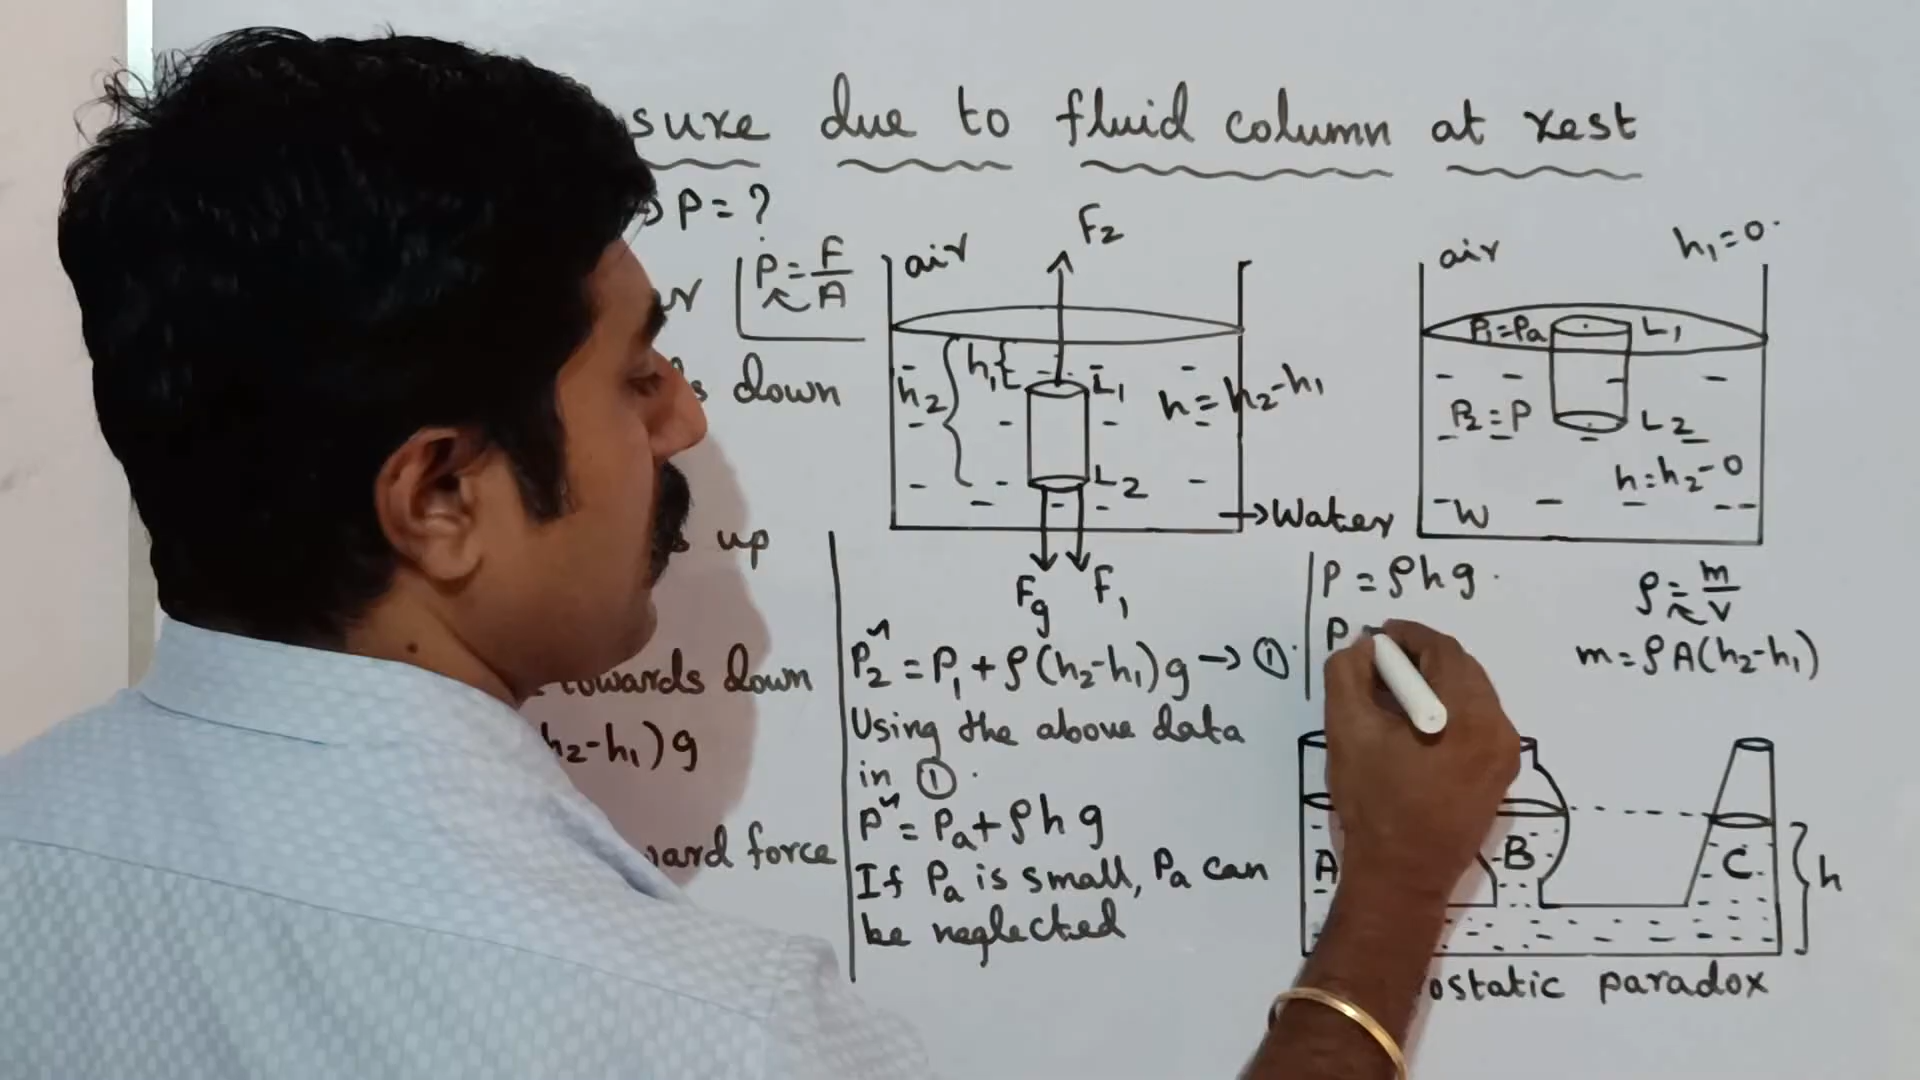 due to fluid column at rest
P = ?
P = F/A
down
up
towards down
h2-h1)g
force
air
F2
h1
h2
L1
h = h2-h1
L2
Water
Fg
F1
P2 = P1 + ρ(h2-h1)g → ①
Using the above data
in ①.
P = Pa + ρhg
If Pa is small, Pa can
be neglected
air
h1 = 0.
P1 = Pa
L1
P2 = P
L2
h = h2-0
W
P = ρhg.
P =
ρ = m/v
m = ρA(h2-h1)
A
B
C
h
paradox